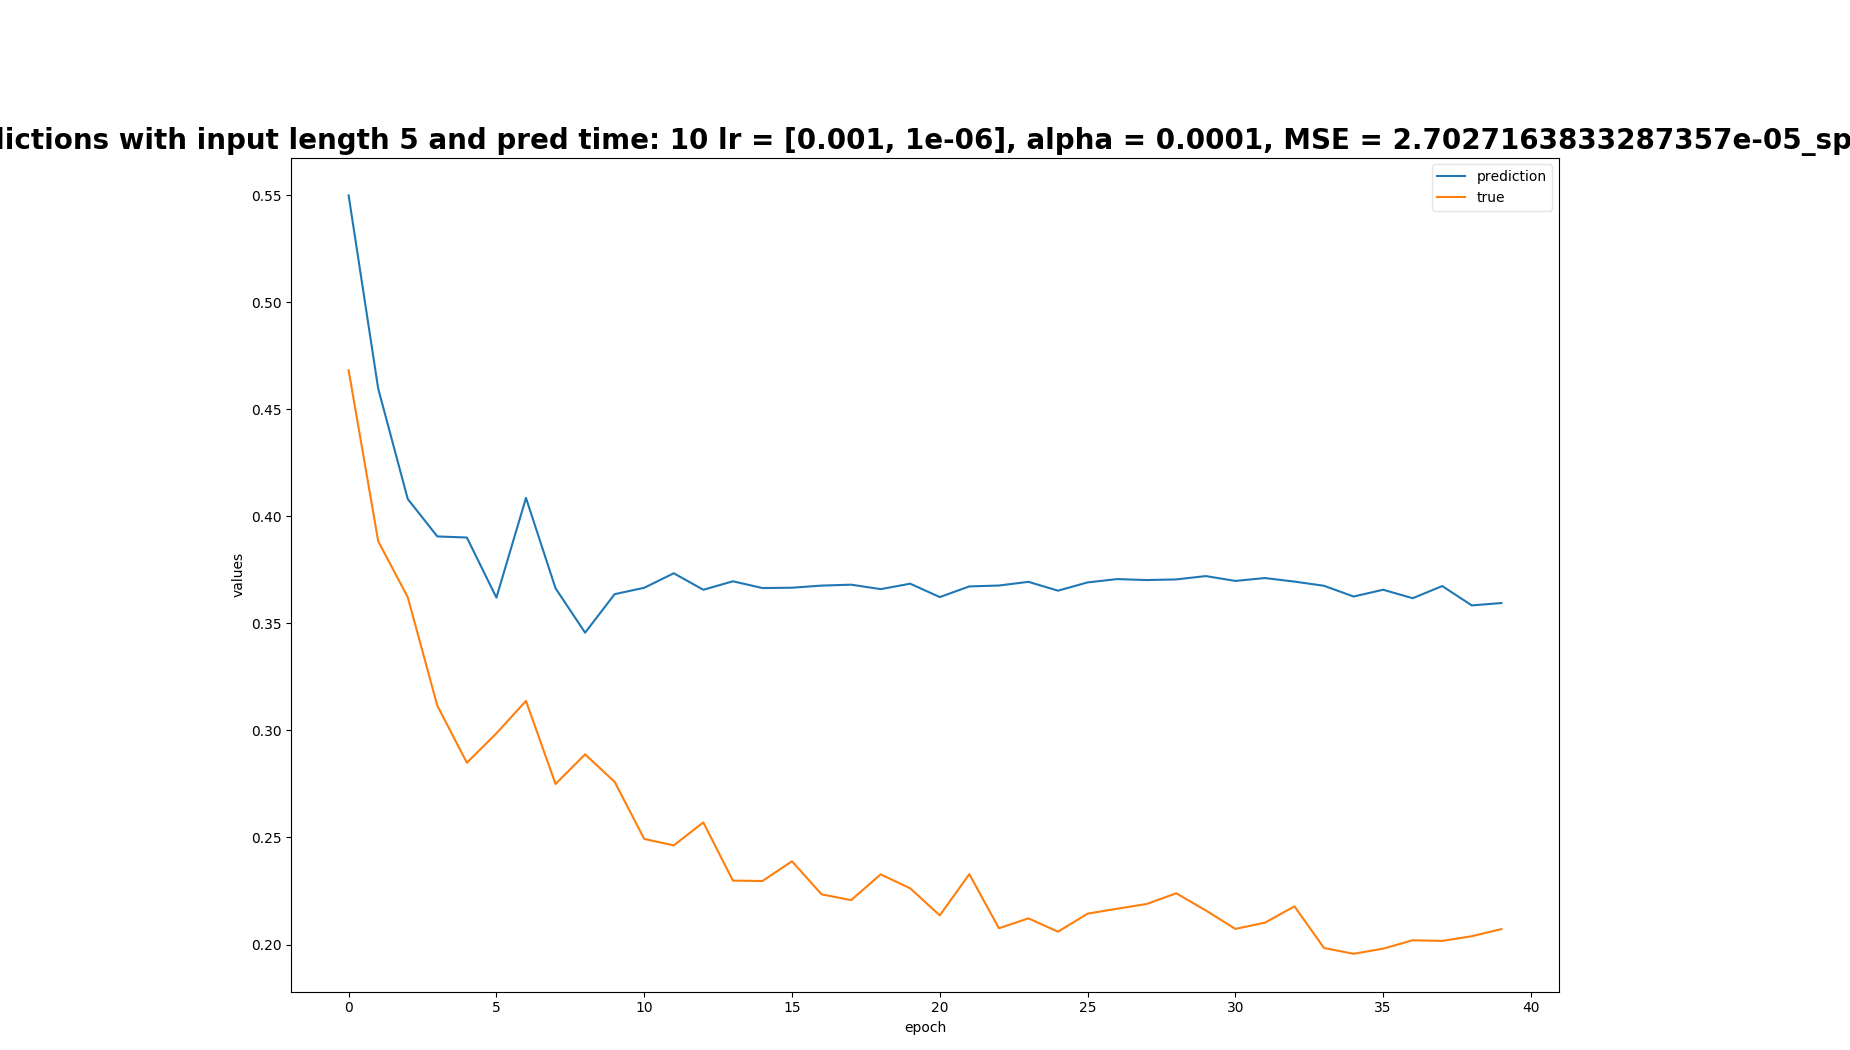 dictions with input length 5 and pred time: 10 lr = [0.001, 1e-06], alpha = 0.0001, MSE = 2.7027163833287357e-05_sp
prediction
true
0.55
0.50
0.45
0.40
0.35
0.30
0.25
0.20
values
0 5 10 15 20 25 30 35 40
epoch